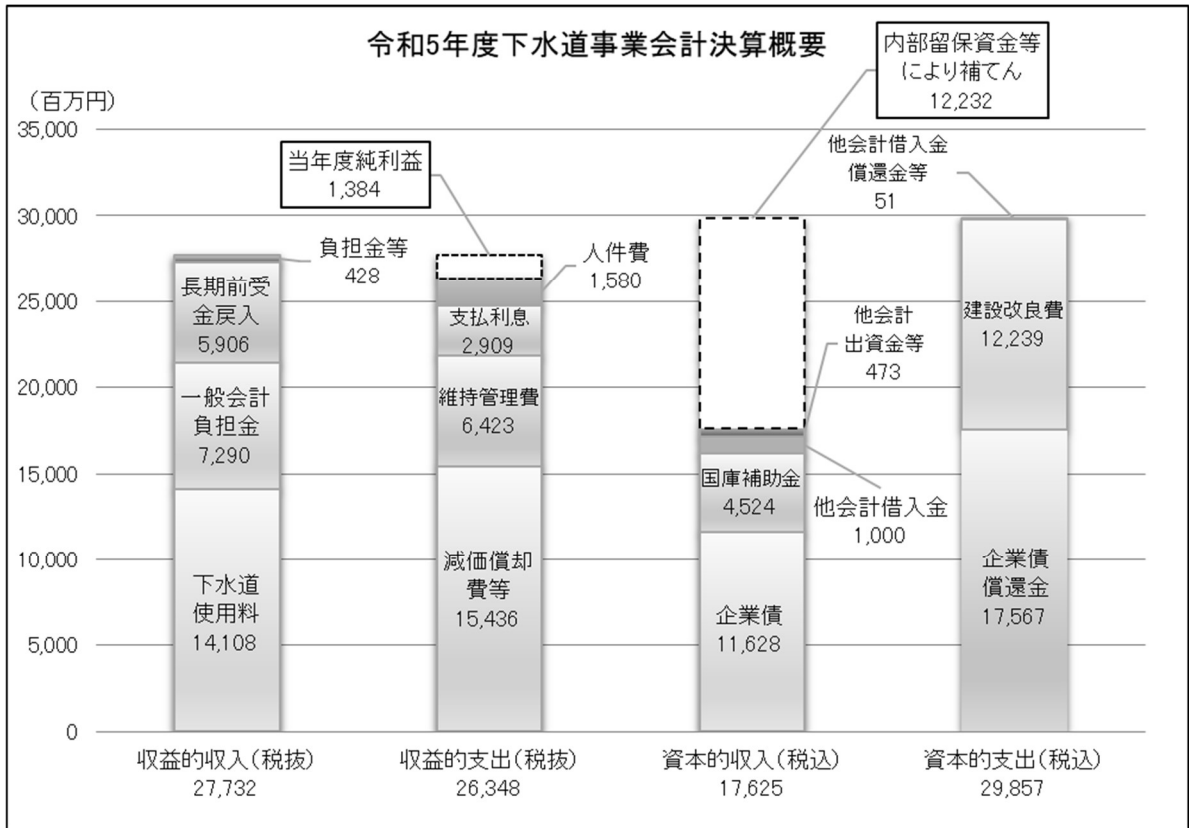 令和5年度下水道事業会計決算概要
内部留保資金等
により補てん
12,232
（百万円）
35,000
30,000
25,000
20,000
15,000
10,000
5,000
0
負担金等
428
長期前受
金戻入
5,906
一般会計
負担金
7,290
下水道
使用料
14,108
収益的収入（税抜）
27,732
当年度純利益
1,384
人件費
1,580
支払利息
2,909
維持管理費
6,423
減価償却
費等
15,436
収益的支出（税抜）
26,348
他会計
出資金等
473
他会計借入金
1,000
国庫補助金
4,524
企業債
11,628
資本的収入（税込）
17,625
他会計借入金
償還金等
51
建設改良費
12,239
企業債
償還金
17,567
資本的支出（税込）
29,857